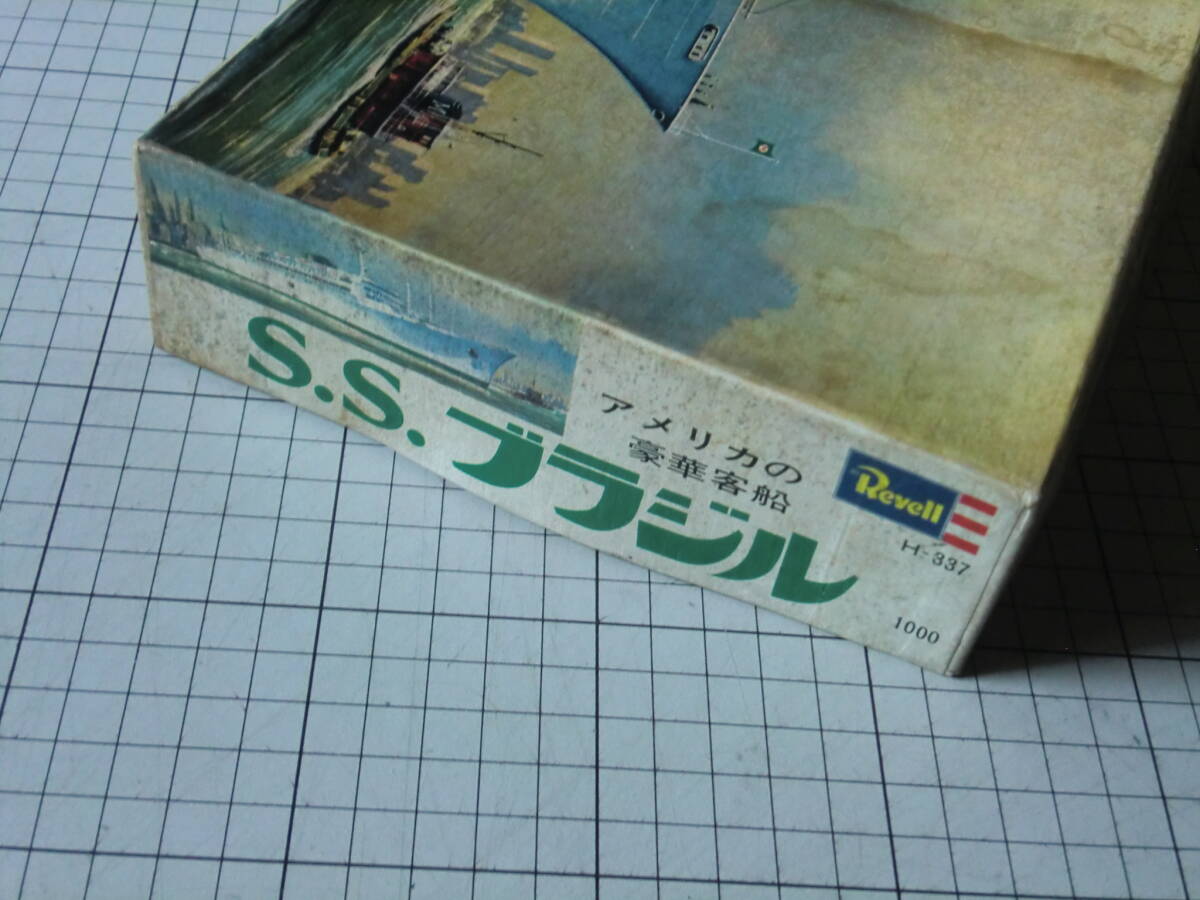 S.S.ブラジル
アメリカの
豪華客船
Revell
H-337
1000